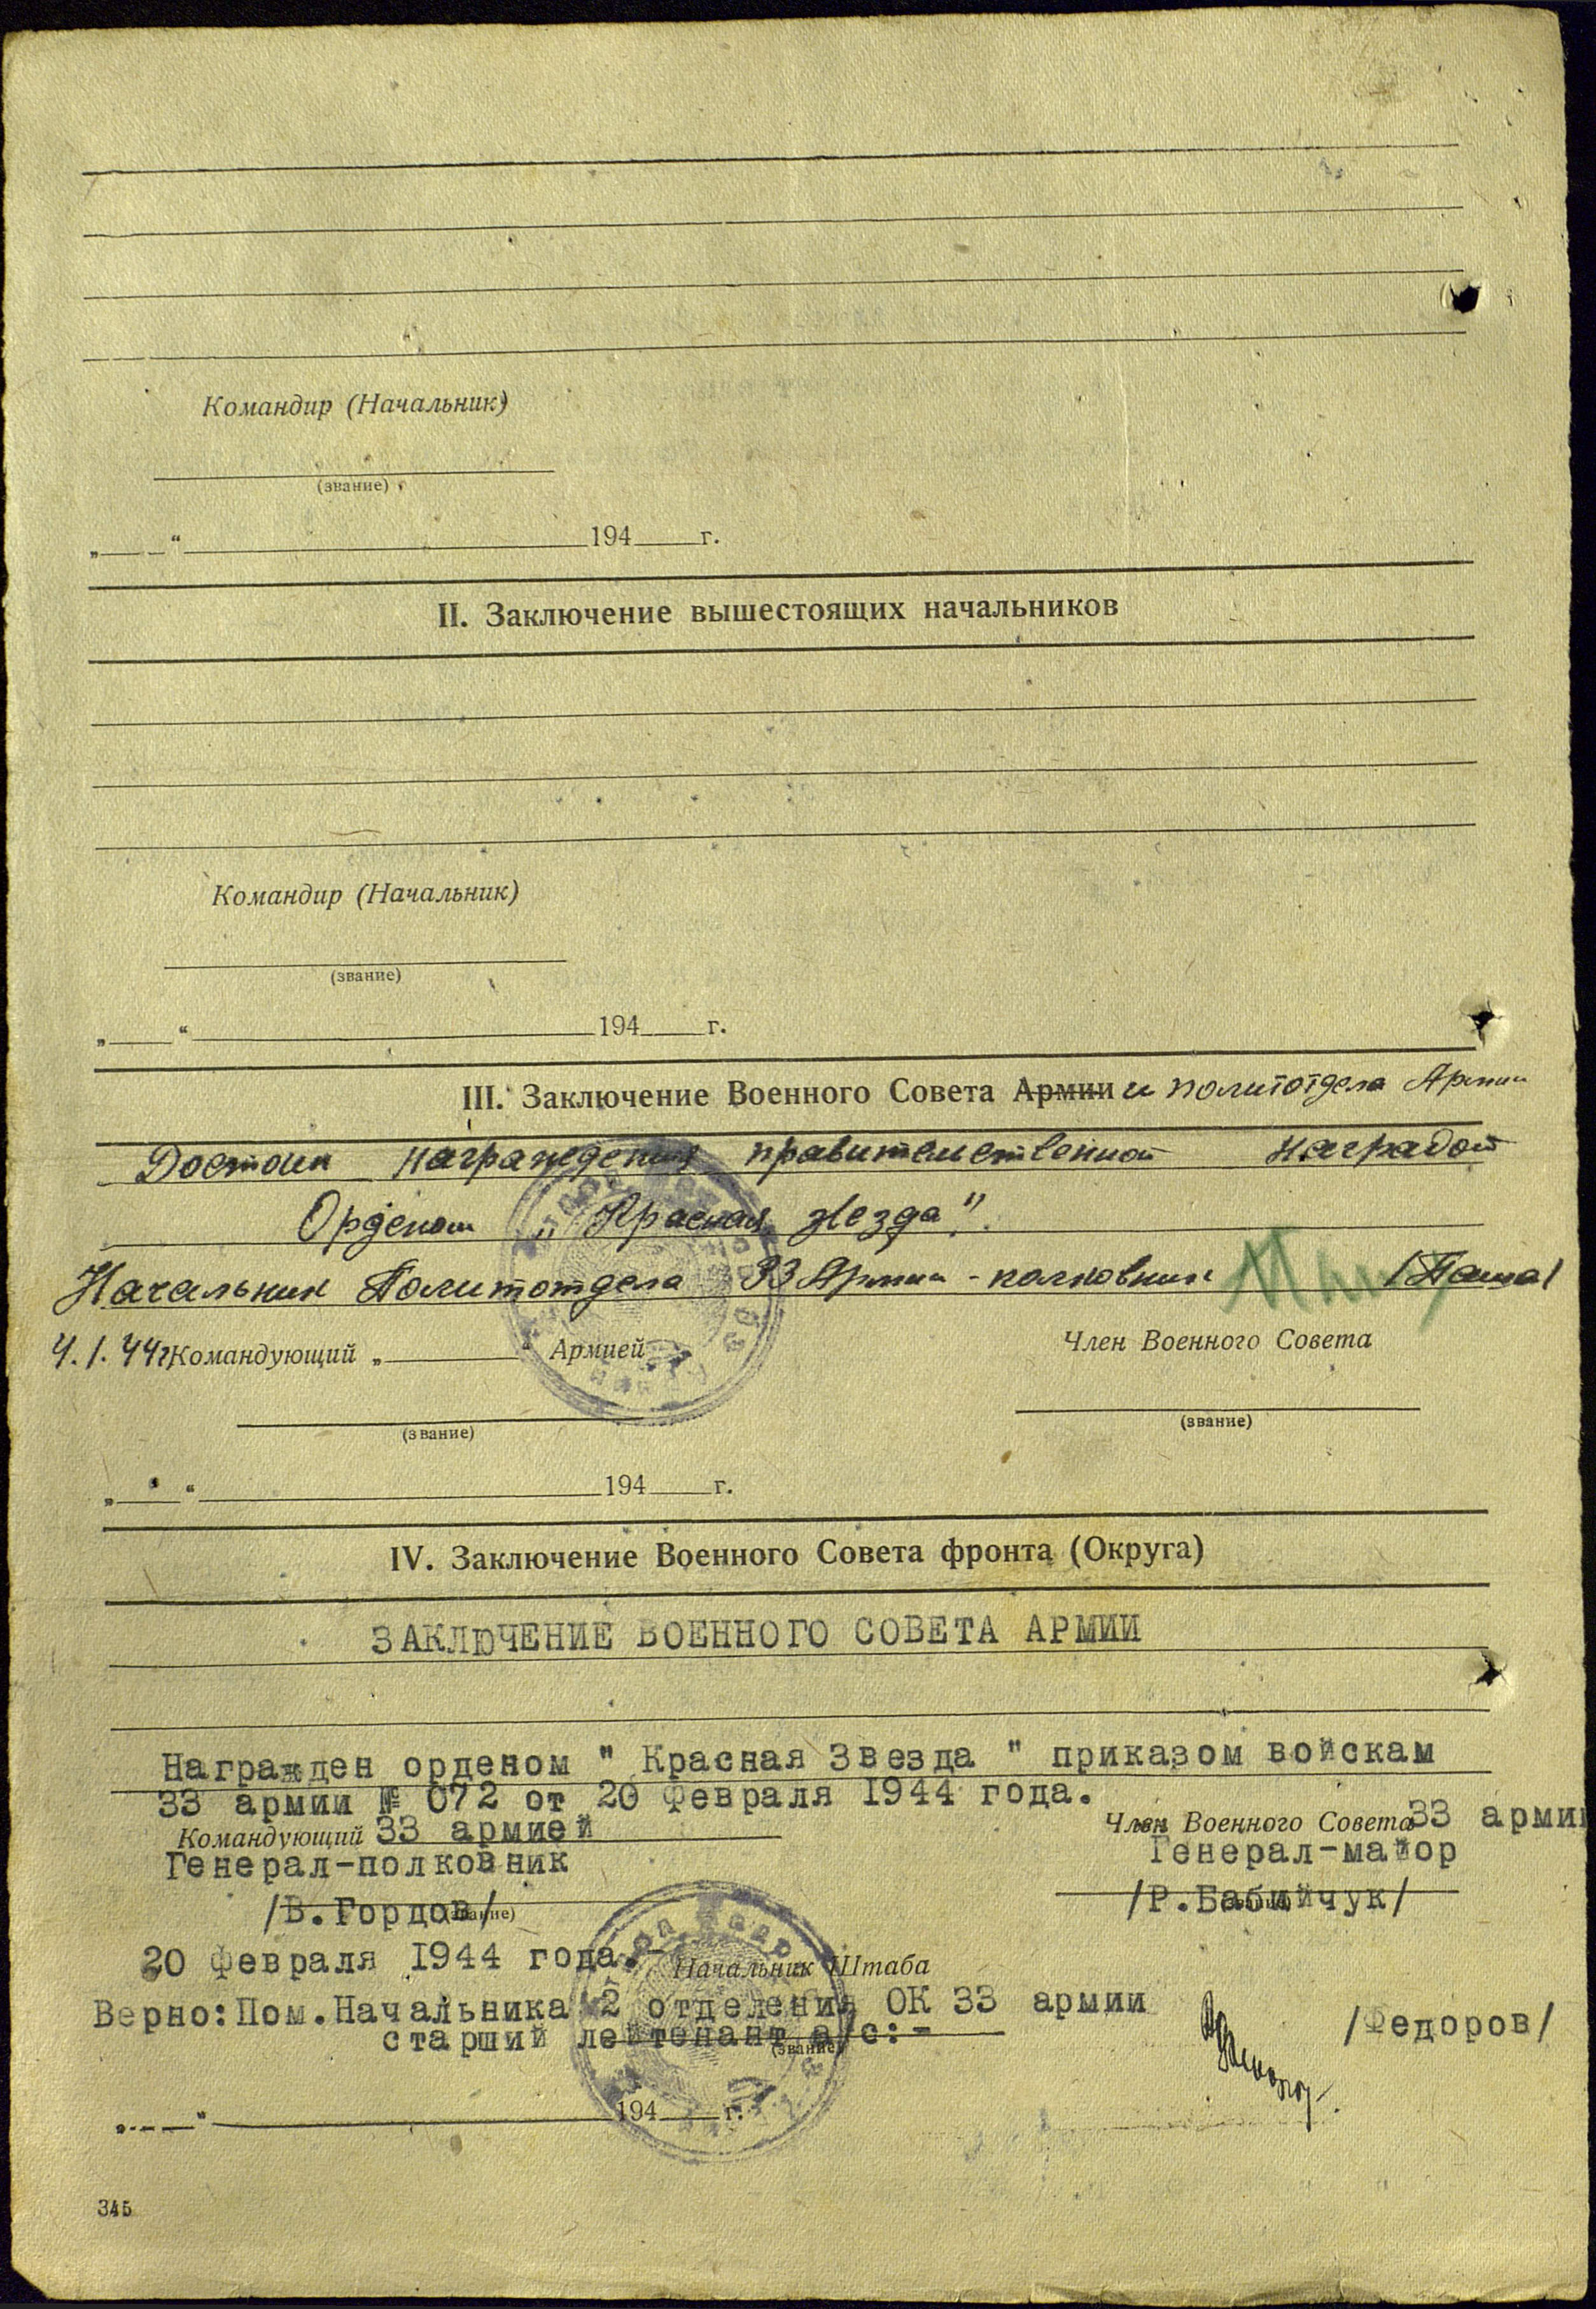 Командир (Начальник)
(звание)
„ “ 194 г.
II. Заключение вышестоящих начальников
Командир (Начальник)
(звание)
„ “ 194 г.
III. Заключение Военного Совета Армии и политотдела Армии
Достоин награждения правительственной наградой
Орденом „Красная звезда".
Начальник Политотдела 33 Армии - полковник /Паша/
4.1.44г Командующий „ “ Армией Член Военного Совета
(звание) (звание)
„ “ 194 г.
IV. Заключение Военного Совета фронта (Округа)
ЗАКЛЮЧЕНИЕ ВОЕННОГО СОВЕТА АРМИИ
Награжден орденом " Красная Звезда " приказом войскам
33 армии № 072 от 20 февраля 1944 года.
Командующий 33 армией Член Военного Совета 33 армии
Генерал-полковник Генерал-майор
/В.Гордов/ (звание) /Р.Бабийчук/
20 февраля 1944 года.- Начальник Штаба
Верно: Пом.Начальника 2 отделения ОК 33 армии
старший лейтенант а/с:- /Федоров/
(звание)
„ “ 194 г.
345